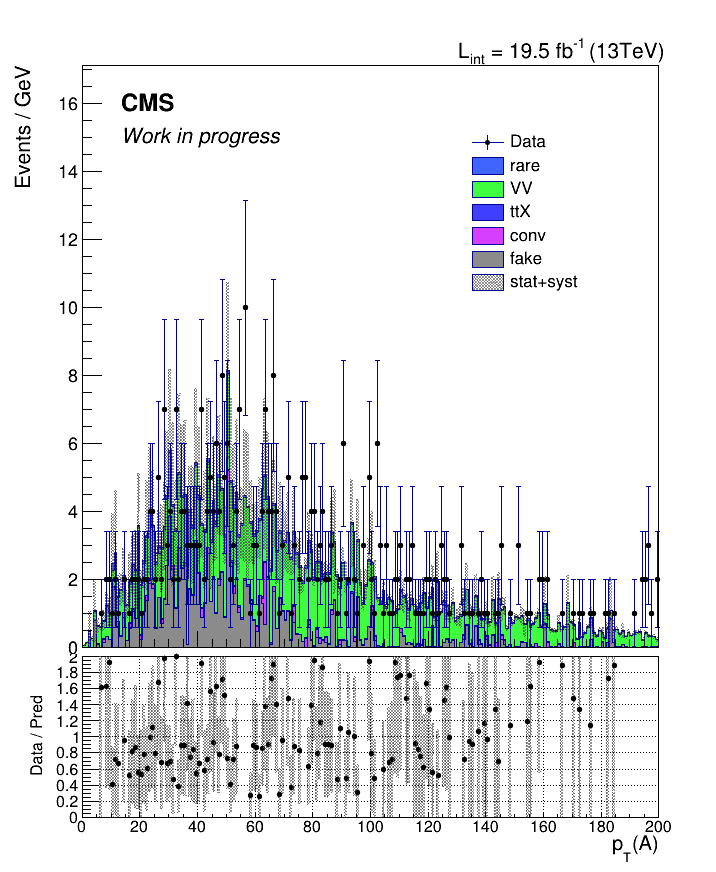 L_int = 19.5 fb^-1 (13TeV)
Events / GeV
CMS
Work in progress
Data
rare
VV
ttX
conv
fake
stat+syst
16
14
12
10
8
6
4
2
0
Data / Pred
2
1.8
1.6
1.4
1.2
1
0.8
0.6
0.4
0.2
0
0 20 40 60 80 100 120 140 160 180 200
p_T(A)